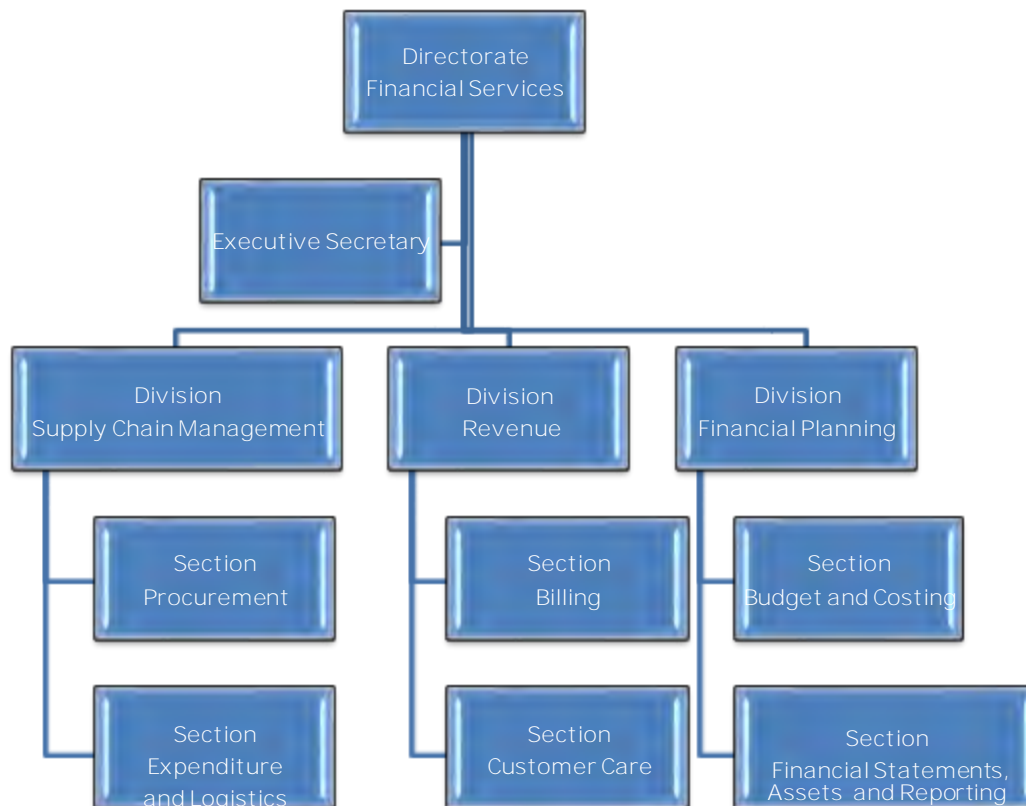 Directorate
Financial Services
Executive Secretary
Division
Supply Chain Management
Division
Revenue
Division
Financial Planning
Section
Procurement
Section
Billing
Section
Budget and Costing
Section
Expenditure
and Logistics
Section
Customer Care
Section
Financial Statements,
Assets and Reporting